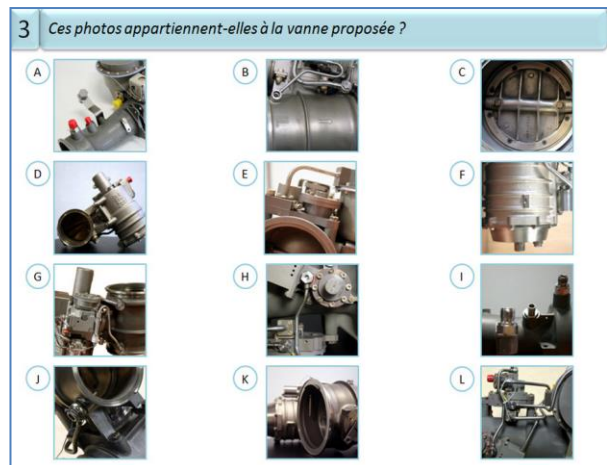 3 Ces photos appartiennent-elles à la vanne proposée ?
A B C
D E F
G H I
J K L